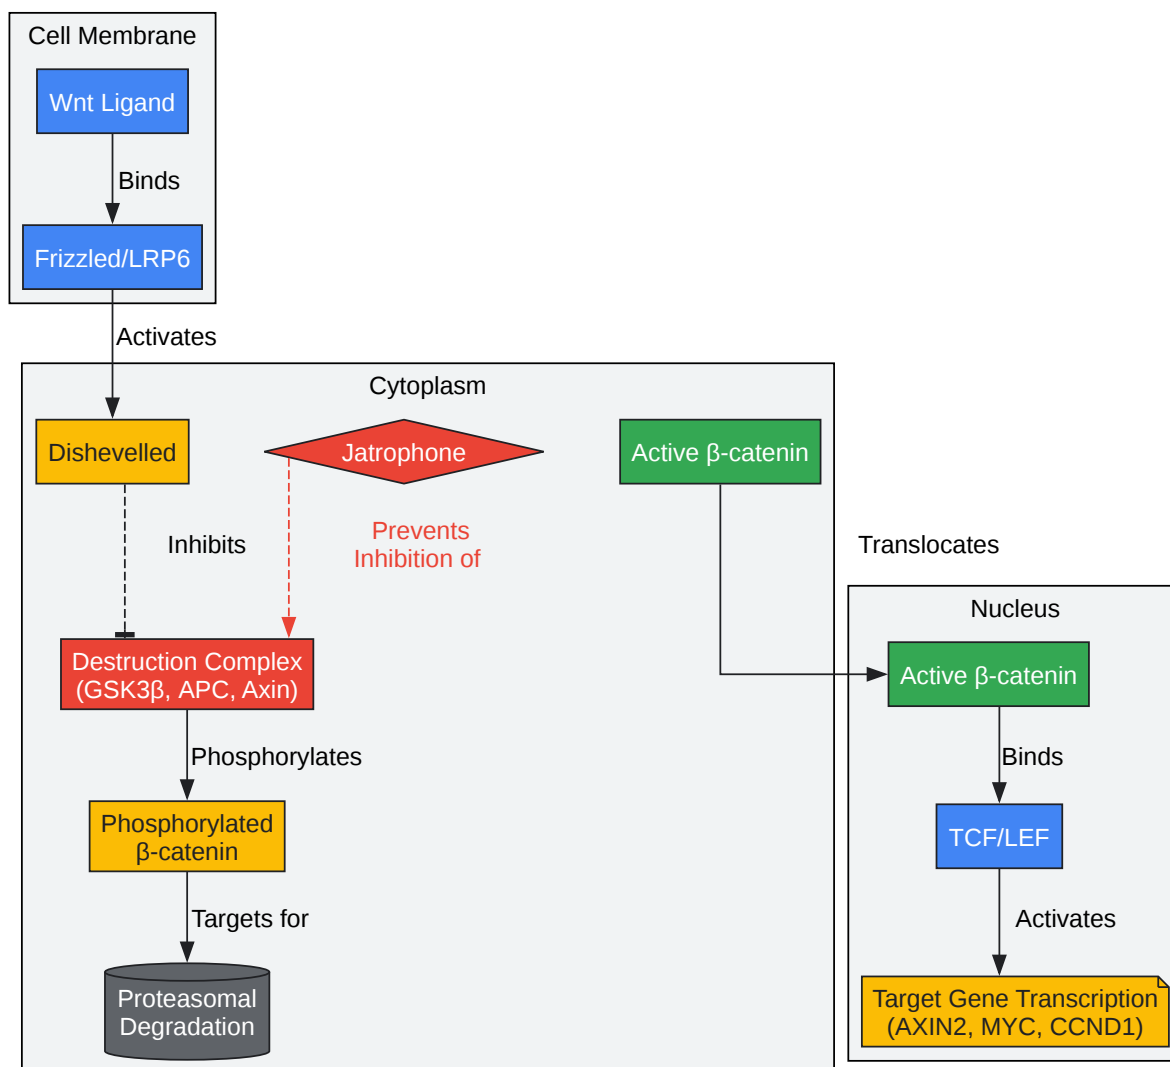 Cell Membrane
Wnt Ligand
Binds
Frizzled/LRP6
Activates
Cytoplasm
Dishevelled
Jatrophone
Active β-catenin
Inhibits
Prevents
Inhibition of
Translocates
Destruction Complex
(GSK3β, APC, Axin)
Phosphorylates
Phosphorylated
β-catenin
Targets for
Proteasomal
Degradation
Nucleus
Active β-catenin
Binds
TCF/LEF
Activates
Target Gene Transcription
(AXIN2, MYC, CCND1)